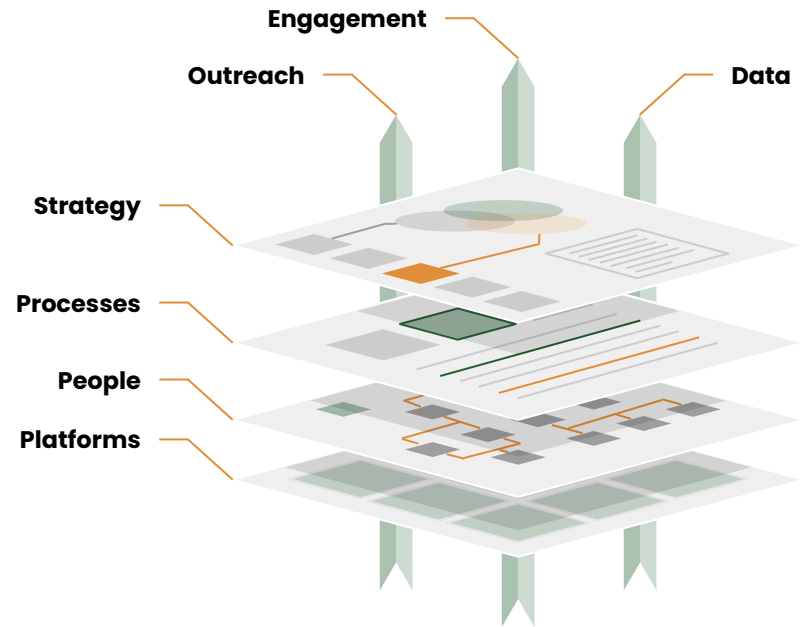 Engagement
Outreach
Data
Strategy
Processes
People
Platforms